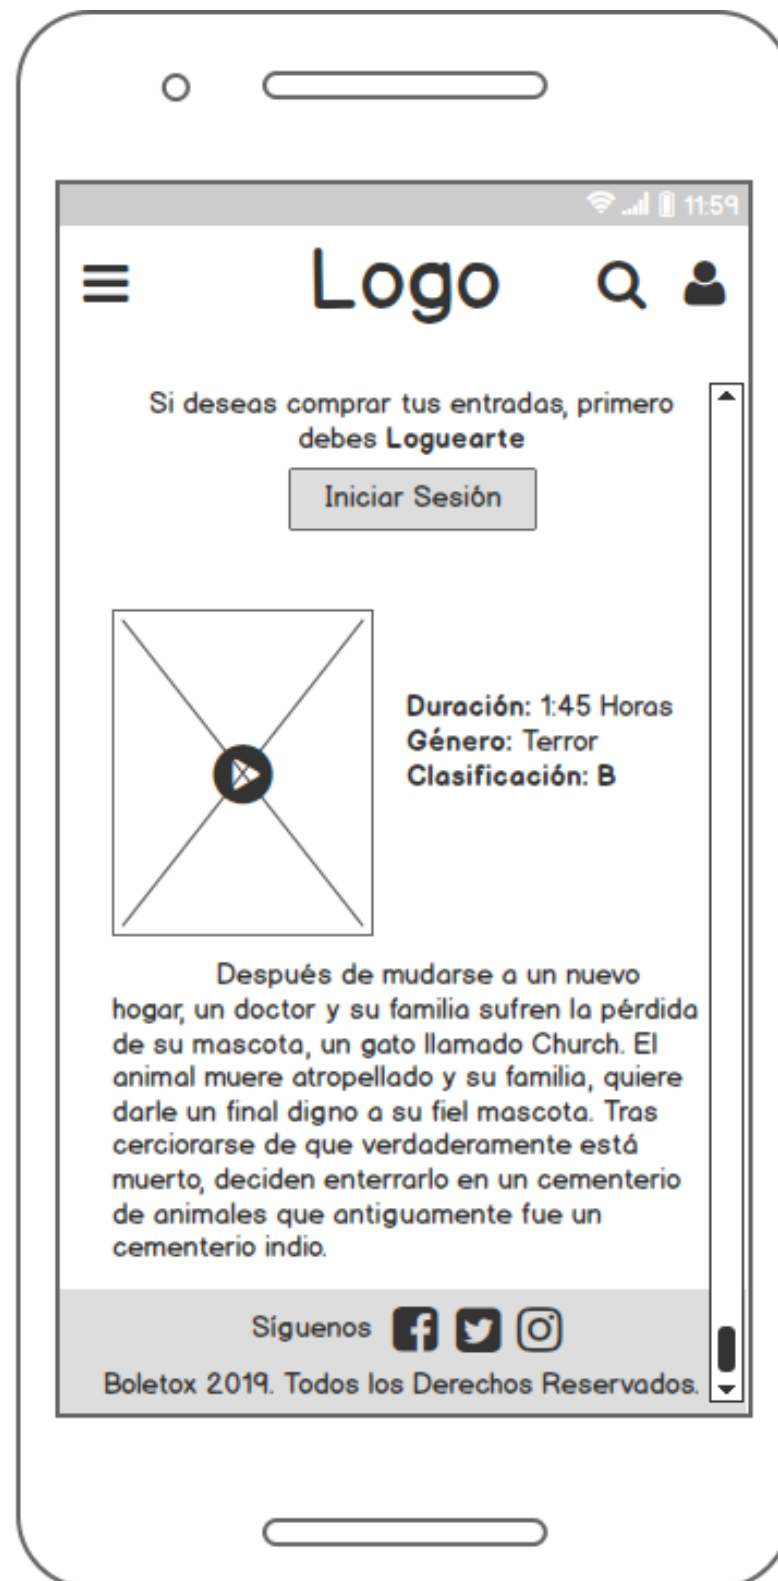 11:59
Logo
Si deseas comprar tus entradas, primero
debes Loguearte
Iniciar Sesión
Duración: 1:45 Horas
Género: Terror
Clasificación: B
Después de mudarse a un nuevo
hogar, un doctor y su familia sufren la pérdida
de su mascota, un gato llamado Church. El
animal muere atropellado y su familia, quiere
darle un final digno a su fiel mascota. Tras
cerciorarse de que verdaderamente está
muerto, deciden enterrarlo en un cementerio
de animales que antiguamente fue un
cementerio indio.
Síguenos
Boletox 2019. Todos los Derechos Reservados.